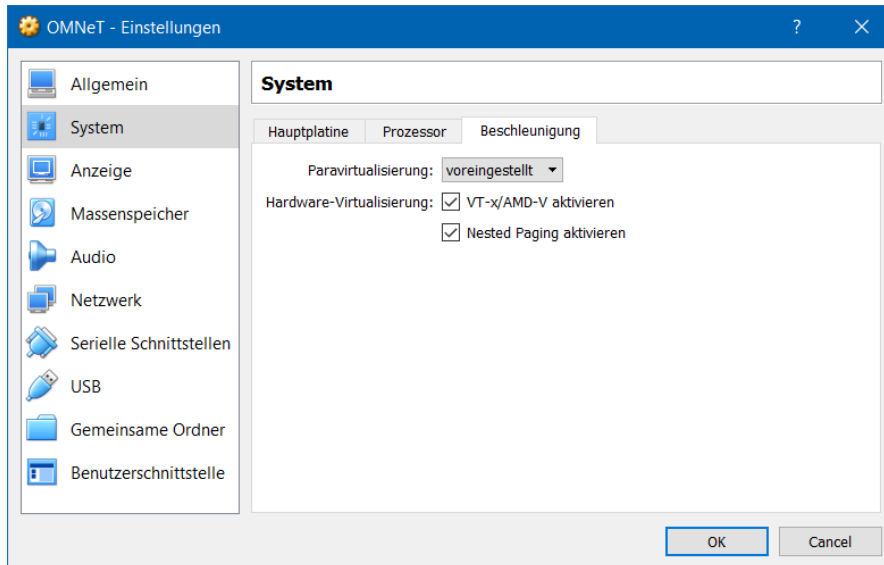 OMNeT - Einstellungen
?
Allgemein
System
Anzeige
Massenspeicher
Audio
Netzwerk
Serielle Schnittstellen
USB
Gemeinsame Ordner
Benutzerschnittstelle
System
Hauptplatine Prozessor Beschleunigung
Paravirtualisierung: voreingestellt
Hardware-Virtualisierung: VT-x/AMD-V aktivieren
Nested Paging aktivieren
OK Cancel